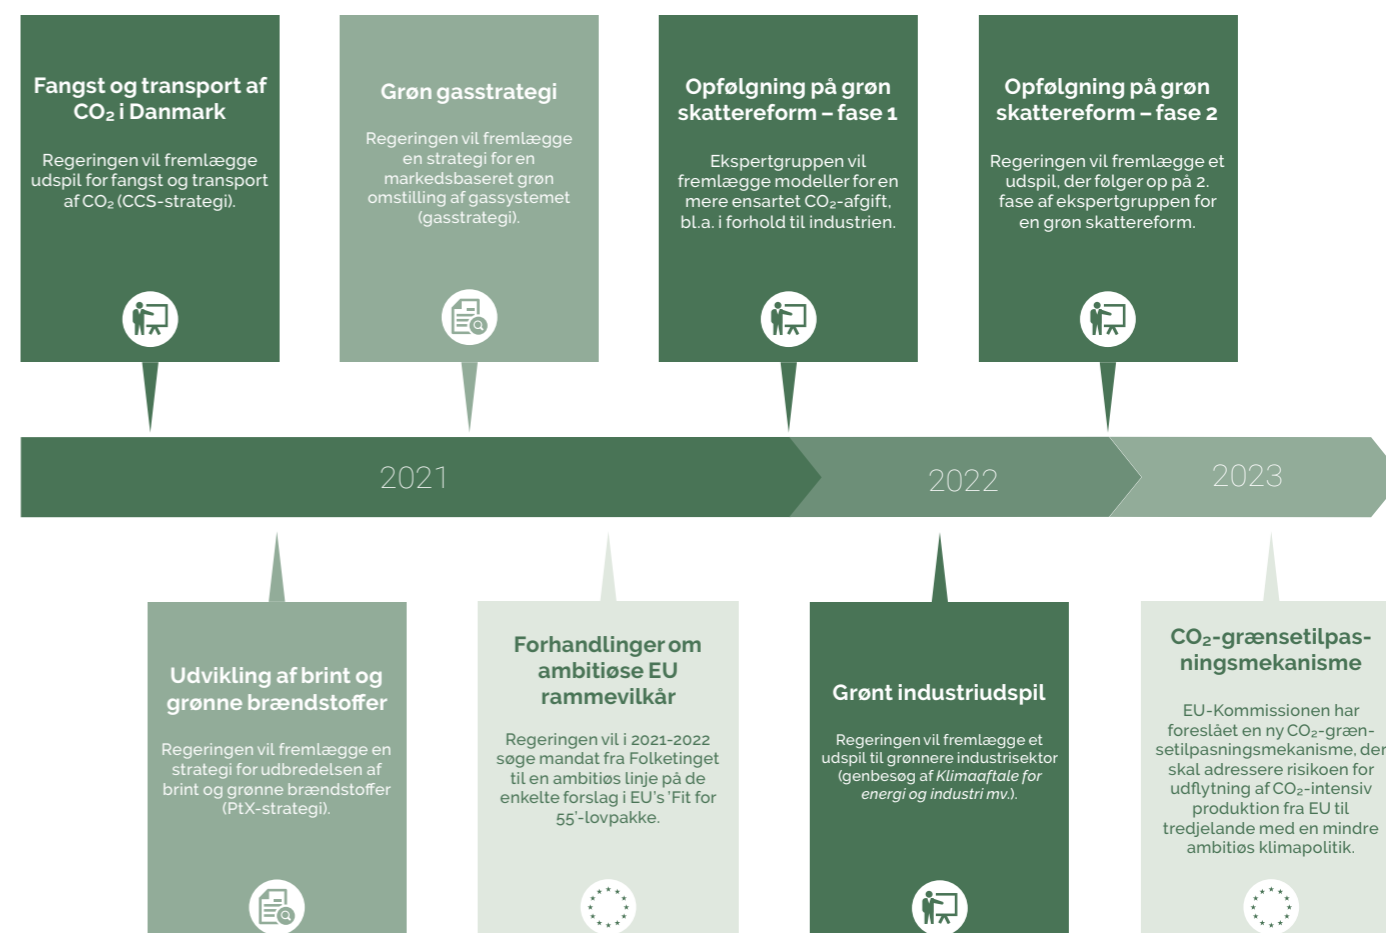 Fangst og transport af
CO₂ i Danmark
Regeringen vil fremlægge
udspil for fangst og transport
af CO₂ (CCS-strategi).
Grøn gasstrategi
Regeringen vil fremlægge
en strategi for en
markedsbaseret grøn
omstilling af gassystemet
(gasstrategi).
Opfølgning på grøn
skattereform – fase 1
Ekspertgruppen vil
fremlægge modeller for en
mere ensartet CO₂-afgift,
bl.a. i forhold til industrien.
Opfølgning på grøn
skattereform – fase 2
Regeringen vil fremlægge et
udspil, der følger op på 2.
fase af ekspertgruppen for
en grøn skattereform.
2021
2022
2023
Udvikling af brint og
grønne brændstoffer
Regeringen vil fremlægge en
strategi for udbredelsen af
brint og grønne brændstoffer
(PtX-strategi).
Forhandlinger om
ambitiøse EU
rammevilkår
Regeringen vil i 2021-2022
søge mandat fra Folketinget
til en ambitiøs linje på de
enkelte forslag i EU's 'Fit for
55'-lovpakke.
Grønt industriudspil
Regeringen vil fremlægge et
udspil til grønnere industrisektor
(genbesøg af Klimaaftale for
energi og industri mv.).
CO₂-grænsetilpas-
ningsmekanisme
EU-Kommissionen har
foreslået en ny CO₂-græn-
setilpasningsmekanisme, der
skal adressere risikoen for
udflytning af CO₂-intensiv
produktion fra EU til
tredjelande med en mindre
ambitiøs klimapolitik.